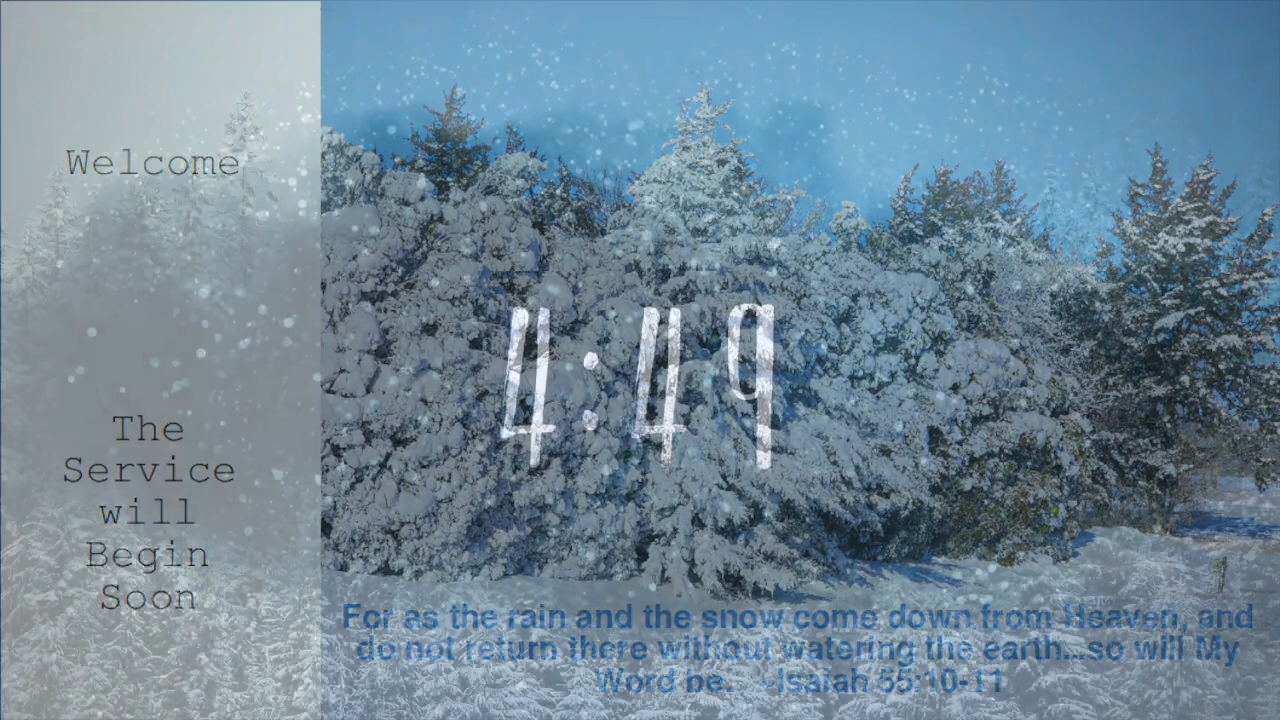 Welcome
The
Service
will
Begin
Soon
4:49
For as the rain and the snow come down from Heaven, and
do not return there without watering the earth...so will My
Word be. -Isaiah 55:10-11